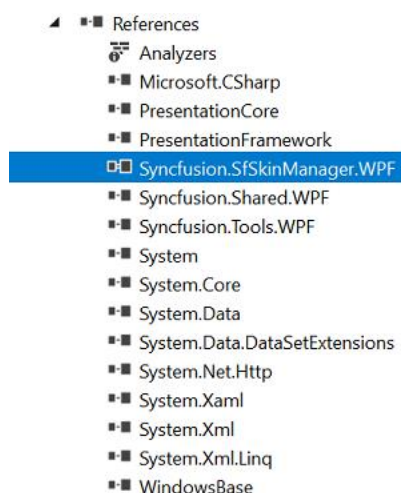 References
Analyzers
Microsoft.CSharp
PresentationCore
PresentationFramework
Syncfusion.SfSkinManager.WPF
Syncfusion.Shared.WPF
Syncfusion.Tools.WPF
System
System.Core
System.Data
System.Data.DataSetExtensions
System.Net.Http
System.Xaml
System.Xml
System.Xml.Linq
WindowsBase